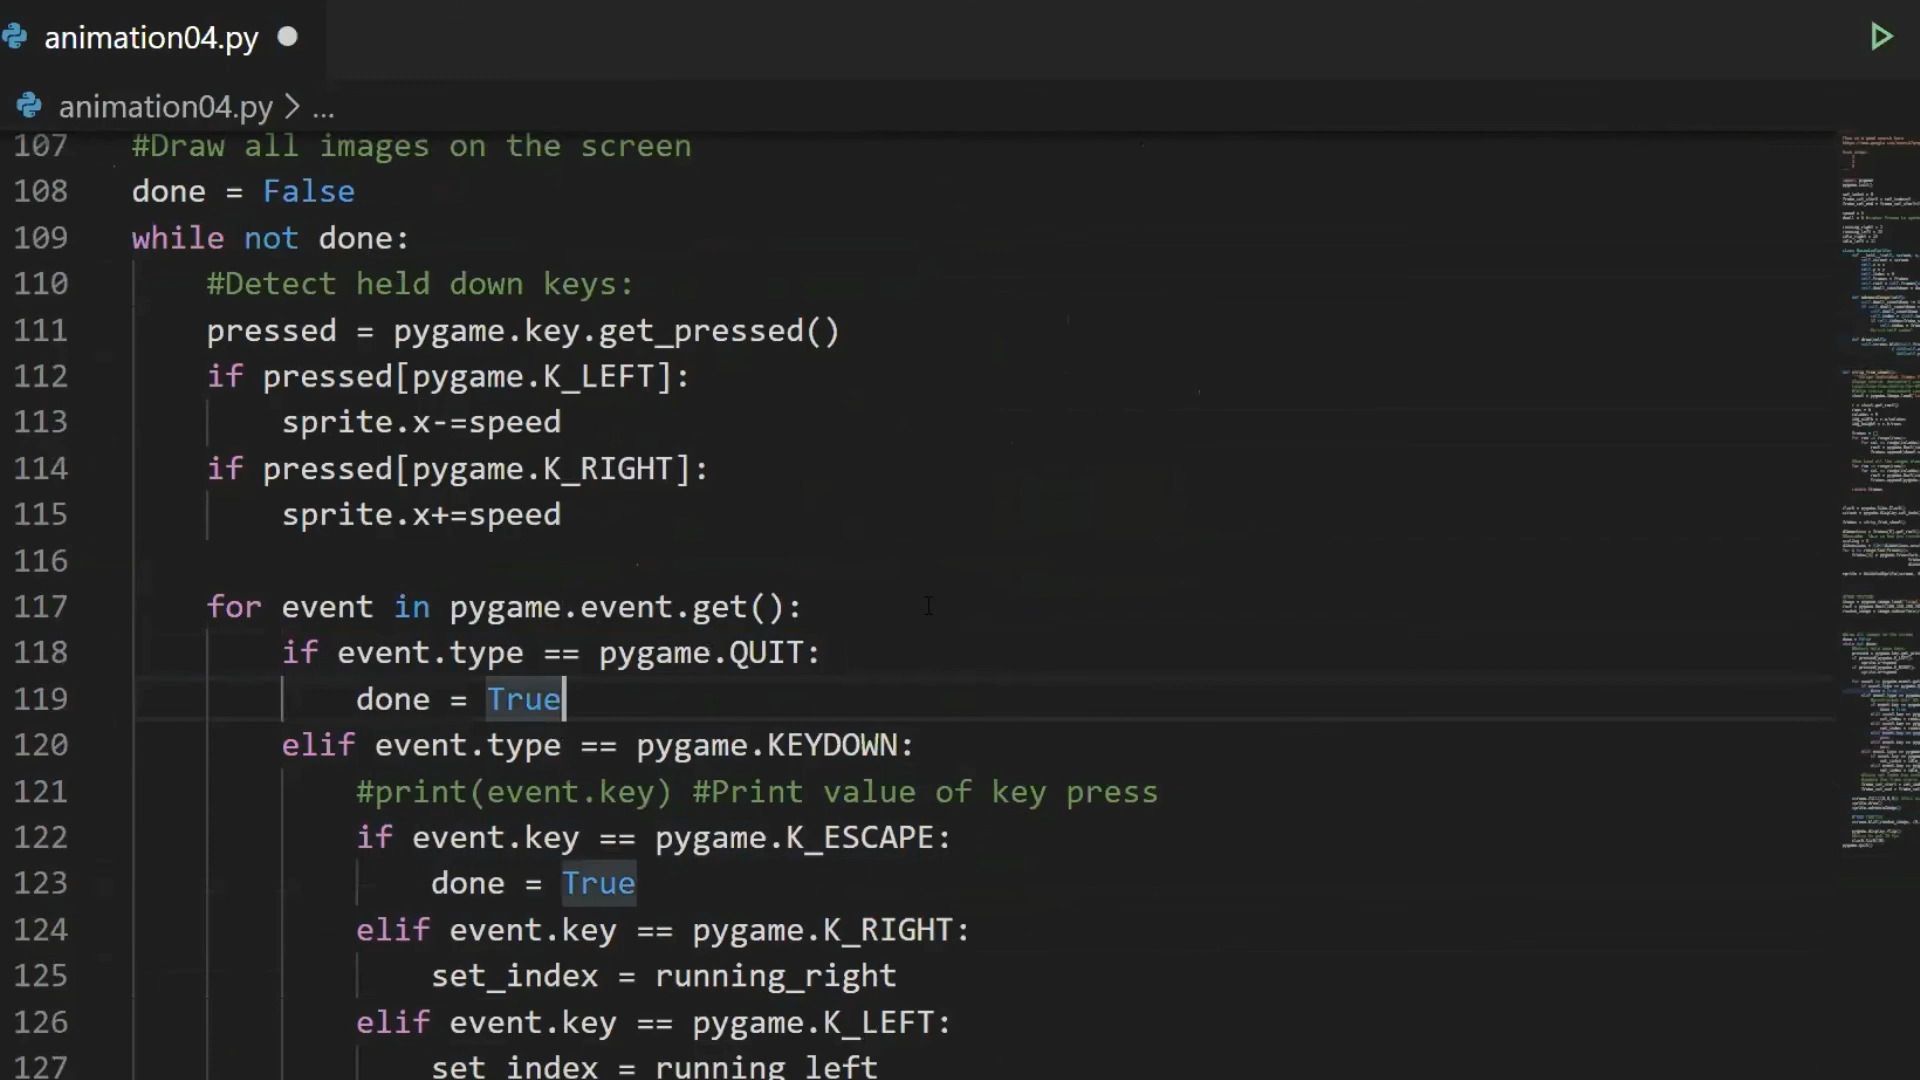 animation04.py
animation04.py > ...
107 #Draw all images on the screen
108 done = False
109 while not done:
110 #Detect held down keys:
111 pressed = pygame.key.get_pressed()
112 if pressed[pygame.K_LEFT]:
113 sprite.x-=speed
114 if pressed[pygame.K_RIGHT]:
115 sprite.x+=speed
116
117 for event in pygame.event.get():
118 if event.type == pygame.QUIT:
119 done = True
120 elif event.type == pygame.KEYDOWN:
121 #print(event.key) #Print value of key press
122 if event.key == pygame.K_ESCAPE:
123 done = True
124 elif event.key == pygame.K_RIGHT:
125 set_index = running_right
126 elif event.key == pygame.K_LEFT:
127 set_index = running_left